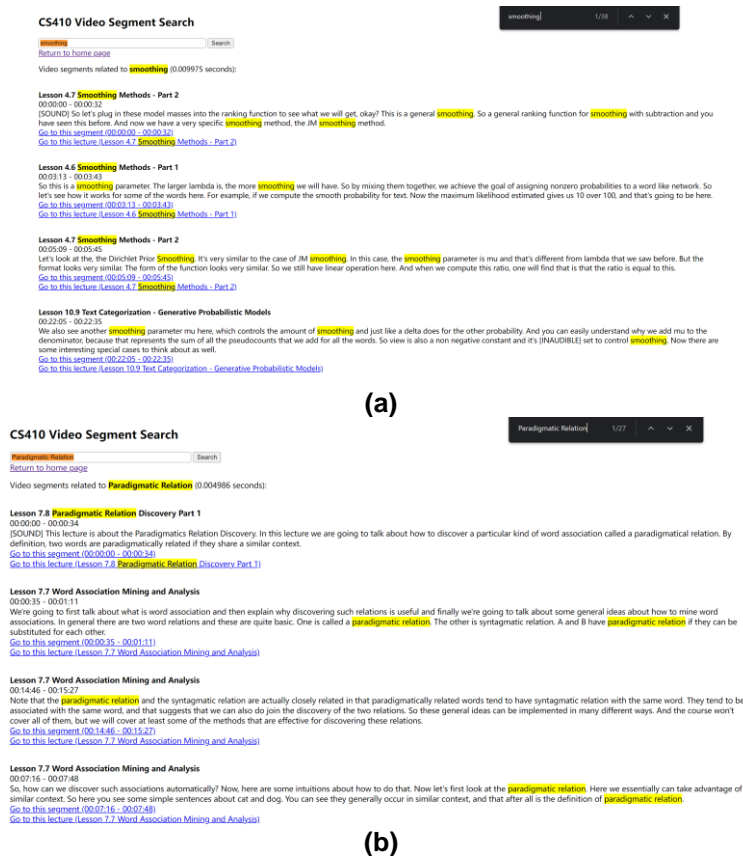 CS410 Video Segment Search
smoothing 1/38
smoothing Search
Return to home page
Video segments related to smoothing (0.009975 seconds):
Lesson 4.7 Smoothing Methods - Part 2
00:00:00 - 00:00:32
[SOUND] So let's plug in these model masses into the ranking function to see what we will get, okay? This is a general smoothing. So a general ranking function for smoothing with subtraction and you
have seen this before. And now we have a very specific smoothing method, the JM smoothing method.
Go to this segment (00:00:00 - 00:00:32)
Go to this lecture (Lesson 4.7 Smoothing Methods - Part 2)
Lesson 4.6 Smoothing Methods - Part 1
00:03:13 - 00:03:43
So this is a smoothing parameter. The larger lambda is, the more smoothing we will have. So by mixing them together, we achieve the goal of assigning nonzero probabilities to a word like network. So
let's see how it works for some of the words here. For example, if we compute the smooth probability for text. Now the maximum likelihood estimated gives us 10 over 100, and that's going to be here.
Go to this segment (00:03:13 - 00:03:43)
Go to this lecture (Lesson 4.6 Smoothing Methods - Part 1)
Lesson 4.7 Smoothing Methods - Part 2
00:05:09 - 00:05:45
Let's look at the, the Dirichlet Prior Smoothing. It's very similar to the case of JM smoothing. In this case, the smoothing parameter is mu and that's different from lambda that we saw before. But the
format looks very similar. The form of the function looks very similar. So we still have linear operation here. And when we compute this ratio, one will find that is that the ratio is equal to this.
Go to this segment (00:05:09 - 00:05:45)
Go to this lecture (Lesson 4.7 Smoothing Methods - Part 2)
Lesson 10.9 Text Categorization - Generative Probabilistic Models
00:22:05 - 00:22:35
We also see another smoothing parameter mu here, which controls the amount of smoothing and just like a delta does for the other probability. And you can easily understand why we add mu to the
denominator, because that represents the sum of all the pseudocounts that we add for all the words. So view is also a non negative constant and it's [INAUDIBLE] set to control smoothing. Now there are
some interesting special cases to think about as well.
Go to this segment (00:22:05 - 00:22:35)
Go to this lecture (Lesson 10.9 Text Categorization - Generative Probabilistic Models)
(a)
CS410 Video Segment Search
Paradigmatic Relation 1/27
Paradigmatic Relation Search
Return to home page
Video segments related to Paradigmatic Relation (0.004986 seconds):
Lesson 7.8 Paradigmatic Relation Discovery Part 1
00:00:00 - 00:00:34
[SOUND] This lecture is about the Paradigmatics Relation Discovery. In this lecture we are going to talk about how to discover a particular kind of word association called a paradigmatical relation. By
definition, two words are paradigmatically related if they share a similar context.
Go to this segment (00:00:00 - 00:00:34)
Go to this lecture (Lesson 7.8 Paradigmatic Relation Discovery Part 1)
Lesson 7.7 Word Association Mining and Analysis
00:00:35 - 00:01:11
We're going to first talk about what is word association and then explain why discovering such relations is useful and finally we're going to talk about some general ideas about how to mine word
associations. In general there are two word relations and these are quite basic. One is called a paradigmatic relation. The other is syntagmatic relation. A and B have paradigmatic relation if they can be
substituted for each other.
Go to this segment (00:00:35 - 00:01:11)
Go to this lecture (Lesson 7.7 Word Association Mining and Analysis)
Lesson 7.7 Word Association Mining and Analysis
00:14:46 - 00:15:27
Note that the paradigmatic relation and the syntagmatic relation are actually closely related in that paradigmatically related words tend to have syntagmatic relation with the same word. They tend to be
associated with the same word, and that suggests that we can also do join the discovery of the two relations. So these general ideas can be implemented in many different ways. And the course won't
cover all of them, but we will cover at least some of the methods that are effective for discovering these relations.
Go to this segment (00:14:46 - 00:15:27)
Go to this lecture (Lesson 7.7 Word Association Mining and Analysis)
Lesson 7.7 Word Association Mining and Analysis
00:07:16 - 00:07:48
So, how can we discover such associations automatically? Now, here are some intuitions about how to do that. Now let's first look at the paradigmatic relation. Here we essentially can take advantage of
similar context. So here you see some simple sentences about cat and dog. You can see they generally occur in similar context, and that after all is the definition of paradigmatic relation.
Go to this segment (00:07:16 - 00:07:48)
Go to this lecture (Lesson 7.7 Word Association Mining and Analysis)
(b)